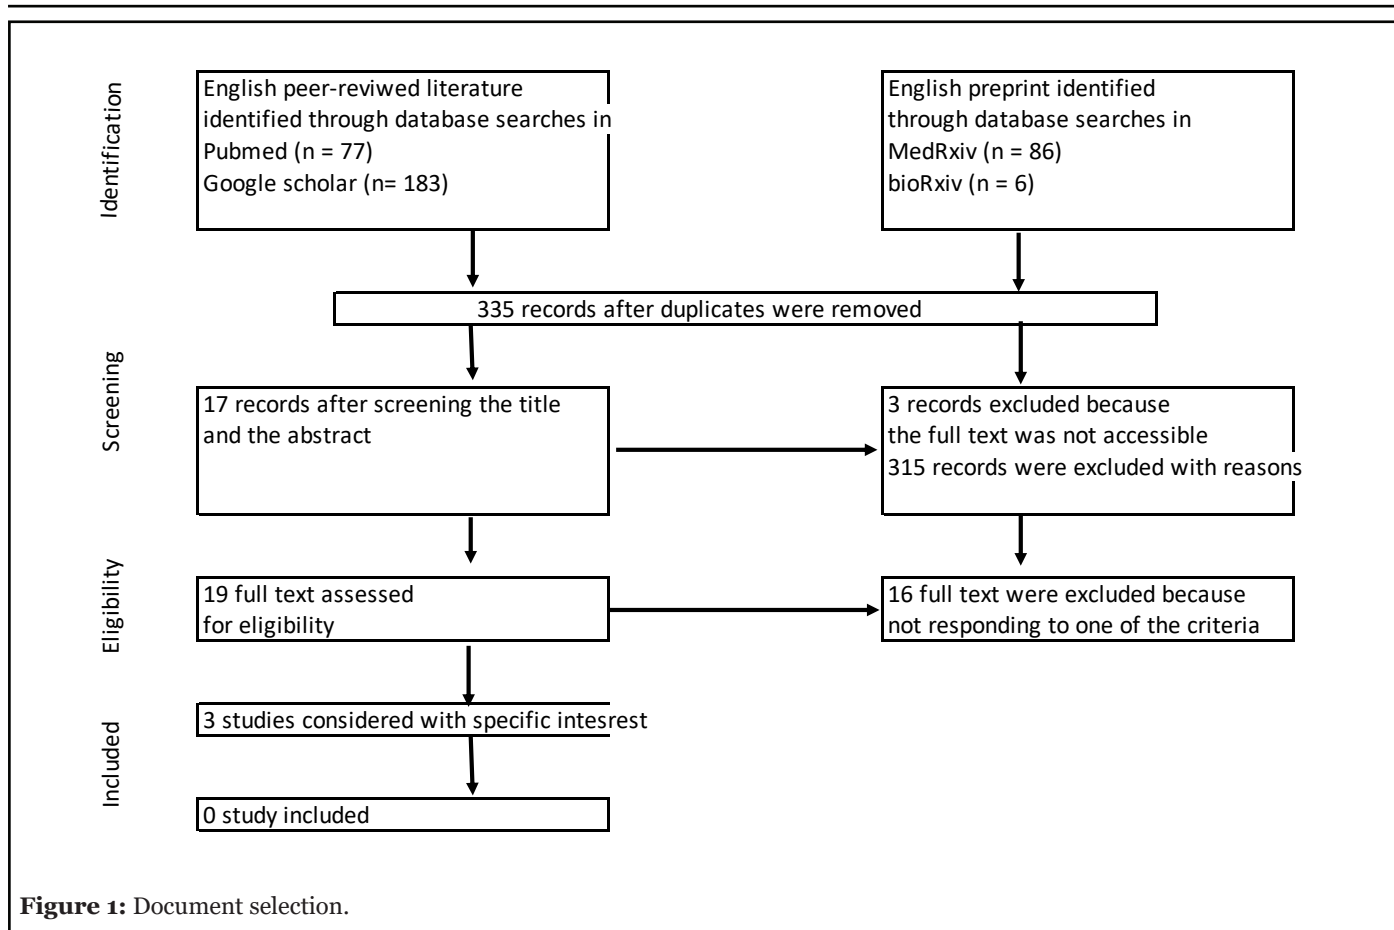 Identification
English peer-reviwed literature
identified through database searches in
Pubmed (n = 77)
Google scholar (n= 183)
English preprint identified
through database searches in
MedRxiv (n = 86)
bioRxiv (n = 6)
335 records after duplicates were removed
Screening
17 records after screening the title
and the abstract
3 records excluded because
the full text was not accessible
315 records were excluded with reasons
Eligibility
19 full text assessed
for eligibility
16 full text were excluded because
not responding to one of the criteria
Included
3 studies considered with specific intesrest
0 study included
Figure 1: Document selection.